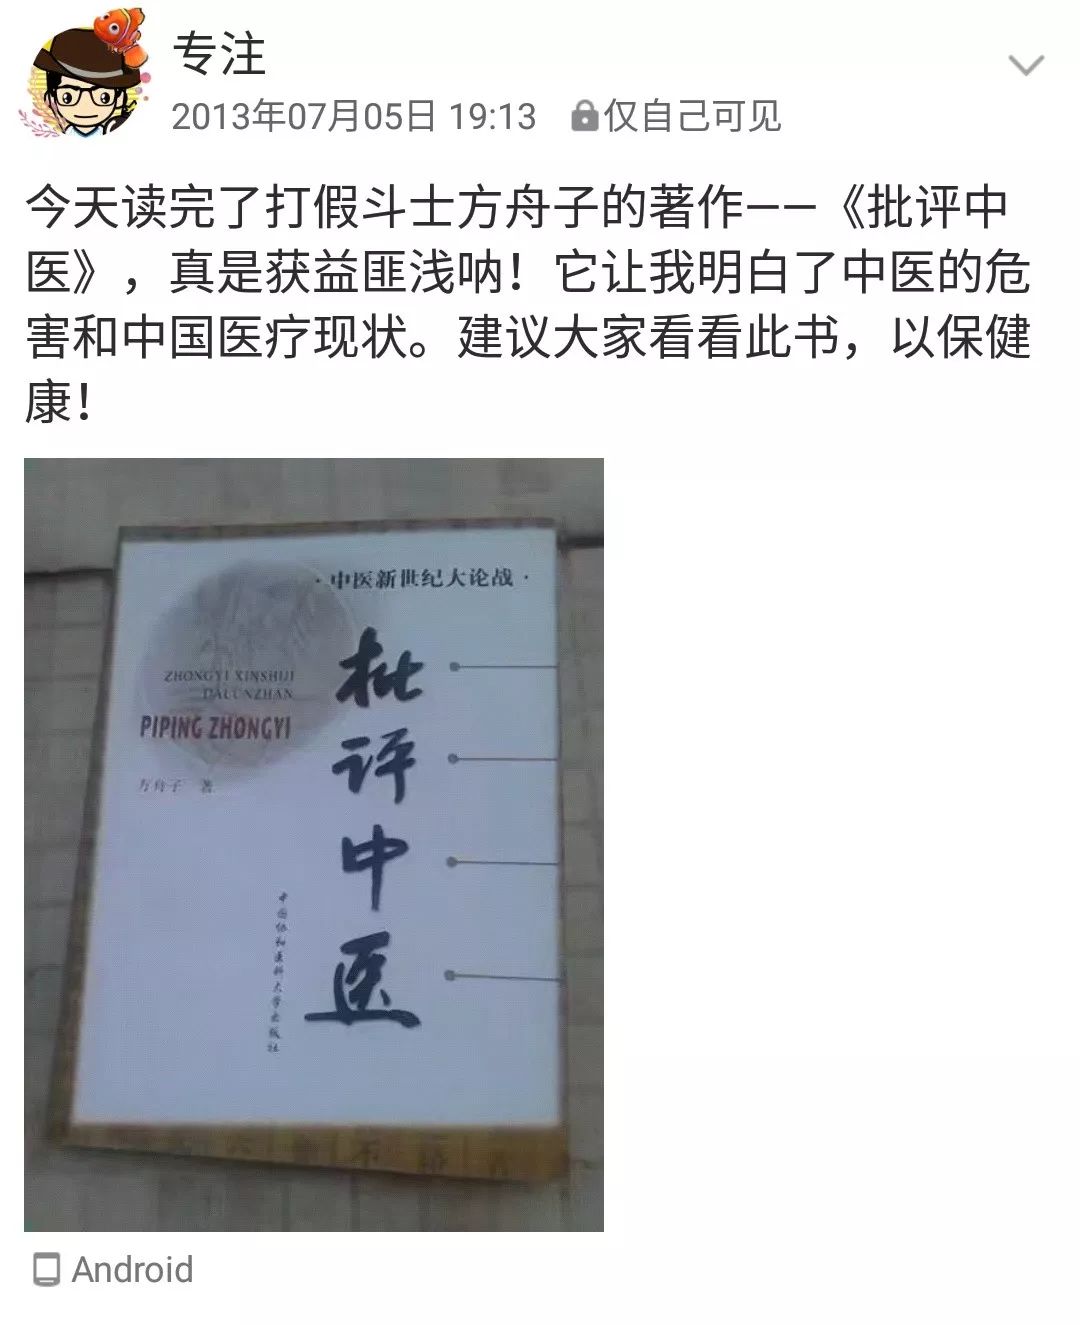 专注
2013年07月05日 19:13 仅自己可见
今天读完了打假斗士方舟子的著作——《批评中
医》，真是获益匪浅呐！它让我明白了中医的危
害和中国医疗现状。建议大家看看此书，以保健
康！
·中医新世纪大论战·
ZHONGYI XINSHIJI
DALUNZHAN
PIPING ZHONGYI
方舟子 著
批评中医
中国协和医科大学出版社
Android